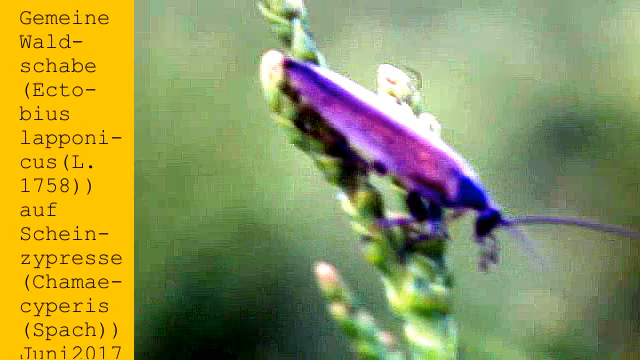 Gemeine
Wald-
schabe
(Ecto-
bius
lapponi-
cus(L.
1758))
auf
Schein-
zypresse
(Chamae-
cyperis
(Spach))
Juni2017